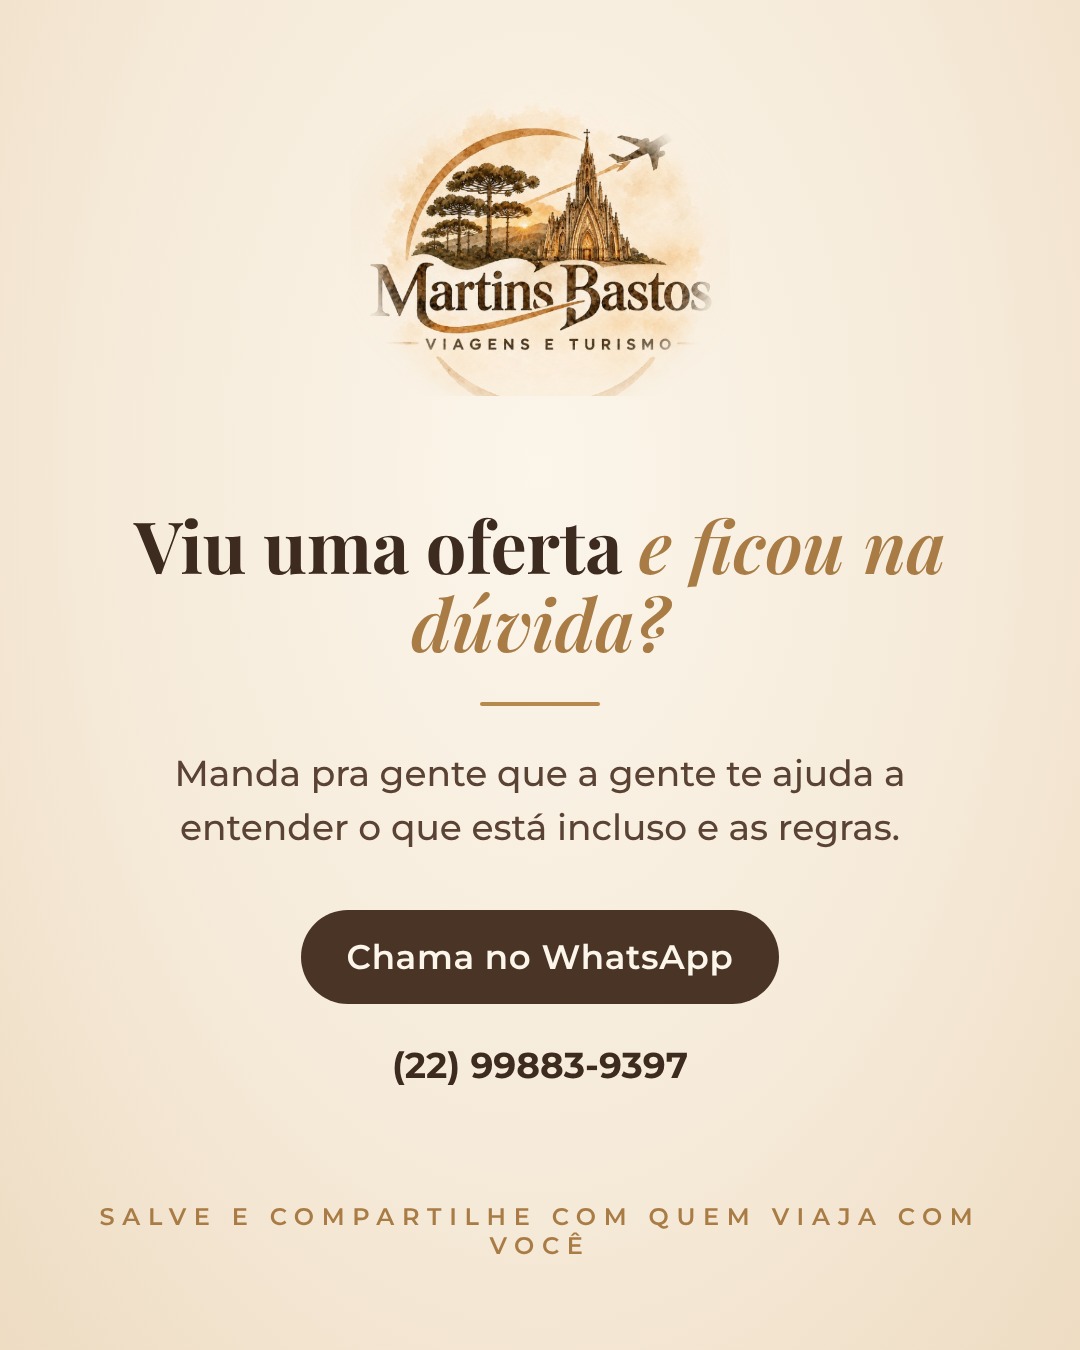 Martins Bastos
VIAGENS E TURISMO
Viu uma oferta e ficou na
dúvida?
Manda pra gente que a gente te ajuda a
entender o que está incluso e as regras.
Chama no WhatsApp
(22) 99883-9397
SALVE E COMPARTILHE COM QUEM VIAJA COM
VOCÊ